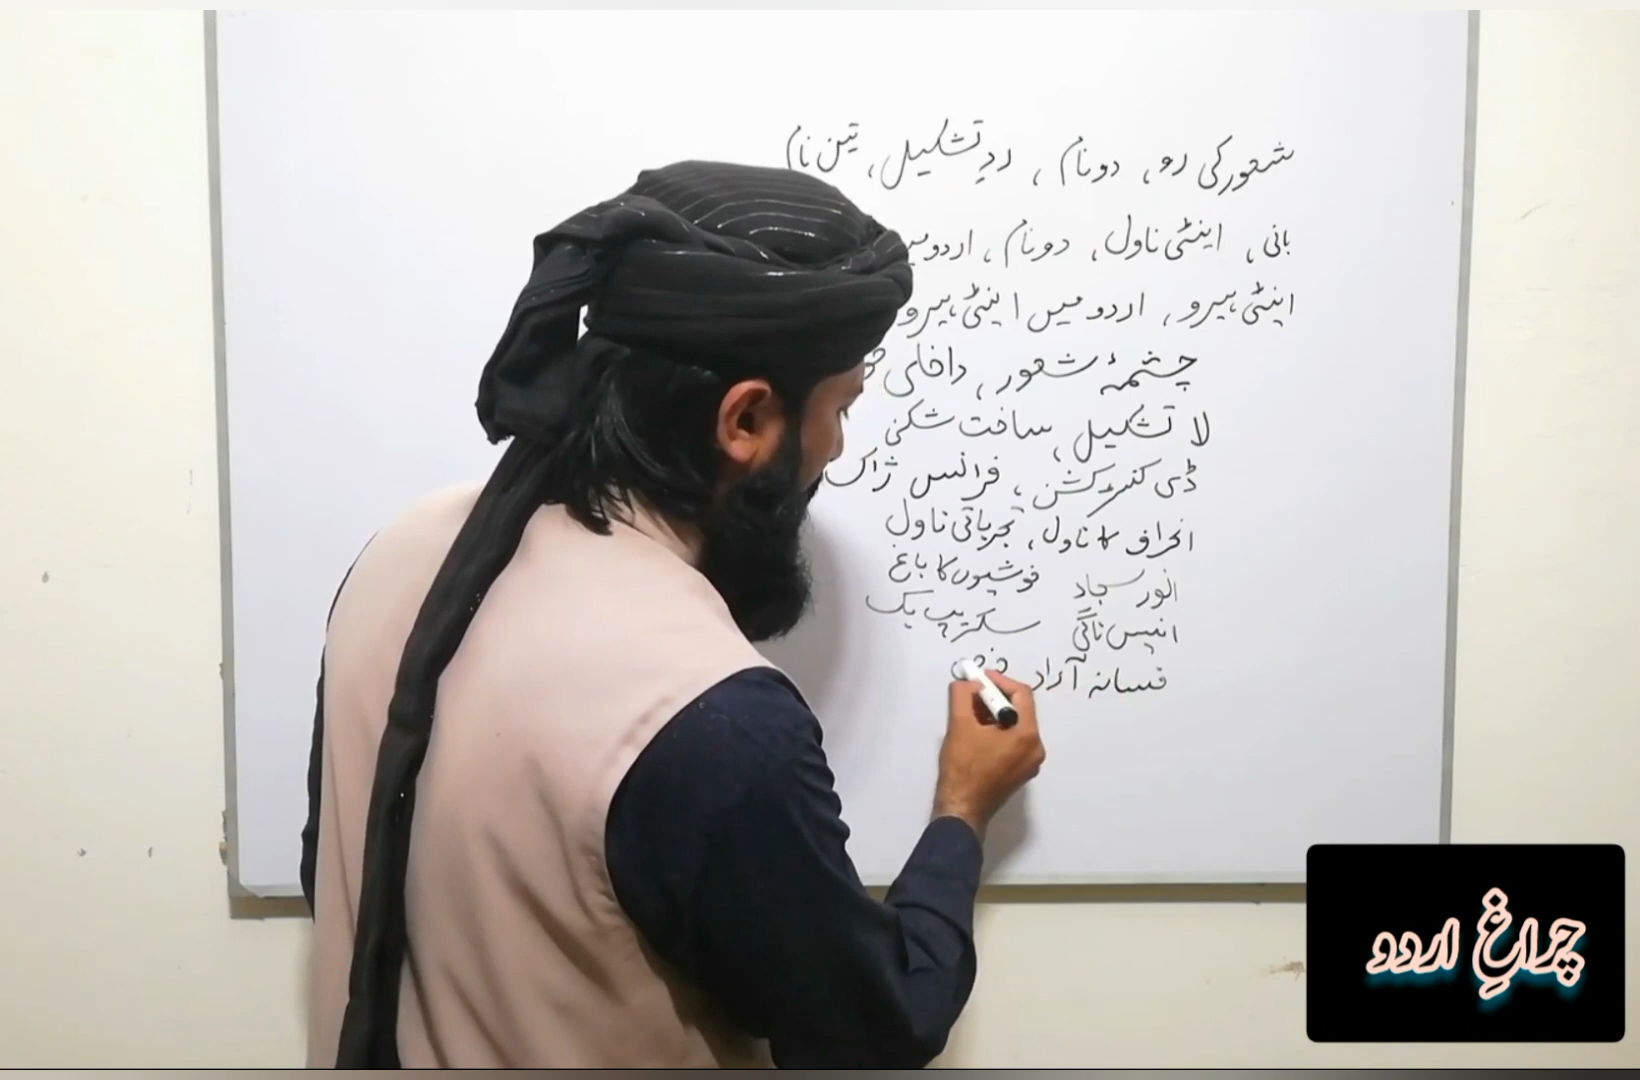 شعور کی رو، دو نام، ردِ تشکیل، تین نام
بانی، اینٹی ناول، دو نام، اردو
اینٹی ہیرو، اردو میں اینٹی ہیرو
چشمۂ شعور، داخلی
لا تشکیل، ساخت شکنی
ڈی کنسٹرکشن، فرانس ژاک
انحراف کا ناول، تجرباتی ناول
انور سجاد خوشیوں کا باغ
انیس ناگی سکریپ بک
فسانہ آزاد
چراغِ اردو